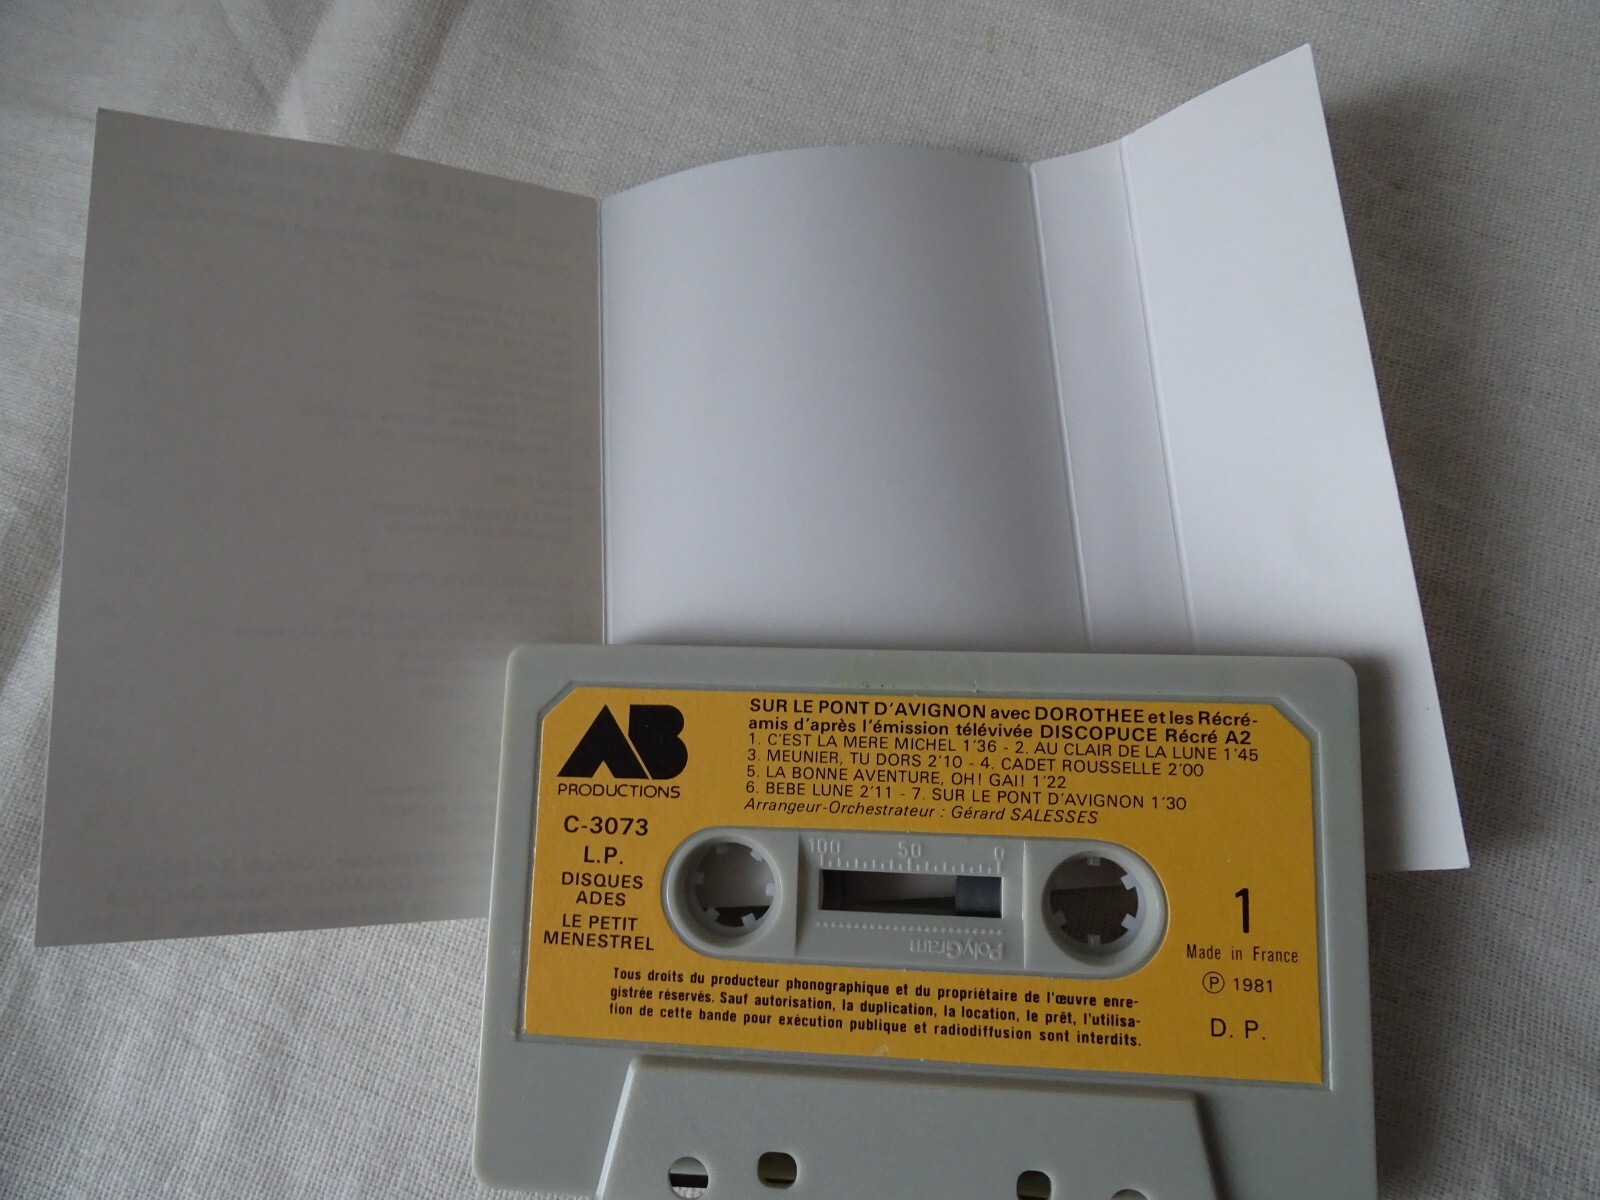 AB
PRODUCTIONS
C-3073
L.P.
DISQUES
ADES
LE PETIT
MENESTREL
SUR LE PONT D'AVIGNON avec DOROTHEE et les Récré-
amis d'après l'émission télévivée DISCOPUCE Récré A2
1. C'EST LA MERE MICHEL 1'36 - 2. AU CLAIR DE LA LUNE 1'45
3. MEUNIER, TU DORS 2'10 - 4. CADET ROUSSELLE 2'00
5. LA BONNE AVENTURE, OH! GAI! 1'22
6. BEBE LUNE 2'11 - 7. SUR LE PONT D'AVIGNON 1'30
Arrangeur-Orchestrateur : Gérard SALESSES
100 50 0
PolyGram
1
Made in France
Ⓟ 1981
D. P.
Tous droits du producteur phonographique et du propriétaire de l'œuvre enre-
gistrée réservés. Sauf autorisation, la duplication, la location, le prêt, l'utilisa-
tion de cette bande pour exécution publique et radiodiffusion sont interdits.